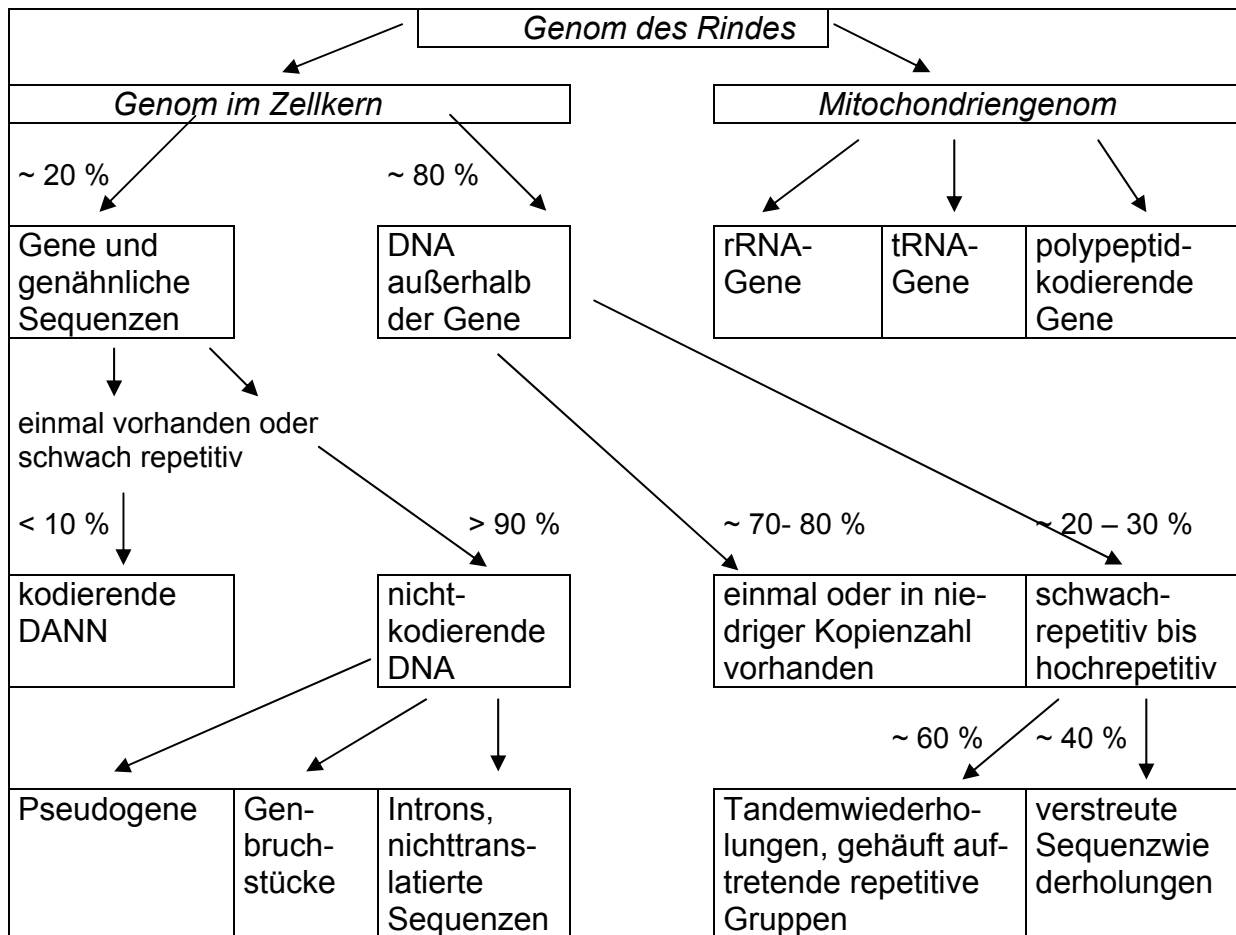 Genom des Rindes
Genom im Zellkern
Mitochondriengenom
~ 20 %
~ 80 %
Gene und
genähnliche
Sequenzen
DNA
außerhalb
der Gene
rRNA-
Gene
tRNA-
Gene
polypeptid-
kodierende
Gene
einmal vorhanden oder
schwach repetitiv
< 10 %
> 90 %
~ 70- 80 %
~ 20 – 30 %
kodierende
DANN
nicht-
kodierende
DNA
einmal oder in nie-
driger Kopienzahl
vorhanden
schwach-
repetitiv bis
hochrepetitiv
~ 60 %
~ 40 %
Pseudogene
Gen-
bruch-
stücke
Introns,
nichttrans-
latierte
Sequenzen
Tandemwiederho-
lungen, gehäuft auf-
tretende repetitive
Gruppen
verstreute
Sequenzwie
derholungen